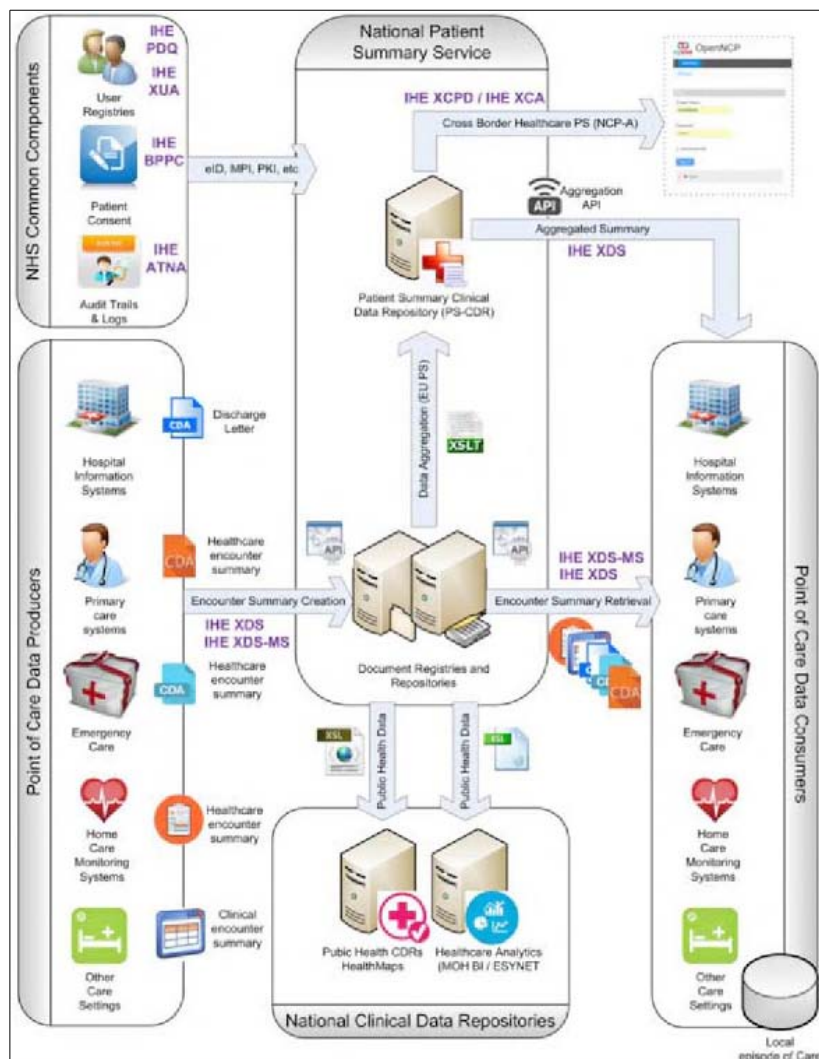 NHS Common Components
IHE
PDQ
IHE
XUA
User
Registries
IHE
BPPC
Patient
Consent
IHE
ATNA
Audit Trails
& Logs
eID, MPI, PKI, etc
National Patient
Summary Service
IHE XCPD / IHE XCA
Cross Border Healthcare PS (NCP-A)
OpenNCP
API
Aggregation
API
Aggregated Summary
IHE XDS
Patient Summary Clinical
Data Repository (PS-CDR)
Data Aggregation (EU PS)
XSLT
Point of Care Data Producers
Hospital
Information
Systems
CDA
Discharge
Letter
Primary
care
systems
CDA
Healthcare
encounter
summary
Encounter Summary Creation
IHE XDS
IHE XDS-MS
Emergency
Care
CDA
Healthcare
encounter
summary
Home
Care
Monitoring
Systems
Healthcare
encounter
summary
Other
Care
Settings
Clinical
encounter
summary
API
API
Document Registries and
Repositories
IHE XDS-MS
IHE XDS
Encounter Summary Retrieval
CDA
Public Health Data
XSL
Public Health Data
XSL
Pubic Health CDRs
HealthMaps
Healthcare Analytics
(MOH BI / ESYNET
National Clinical Data Repositories
Point of Care Data Consumers
Hospital
Information
Systems
Primary
care
systems
Emergency
Care
Home
Care
Monitoring
Systems
Other
Care
Settings
Local
episode of Care